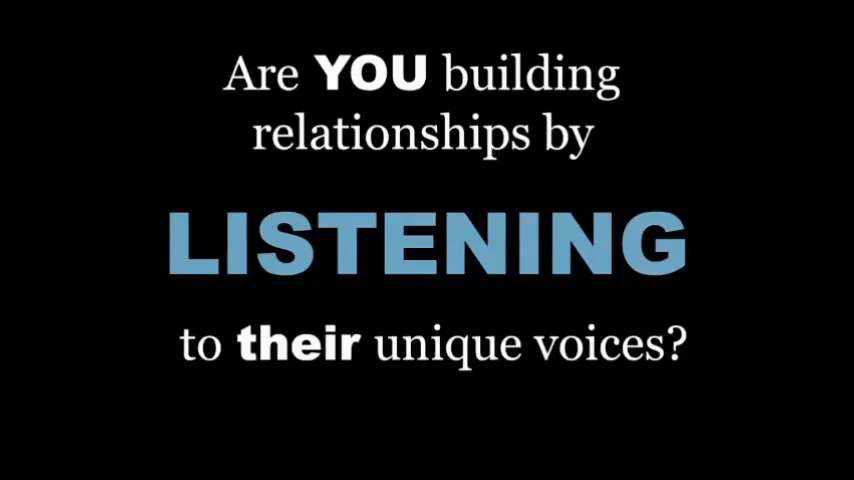 Are YOU building
relationships by
LISTENING
to their unique voices?